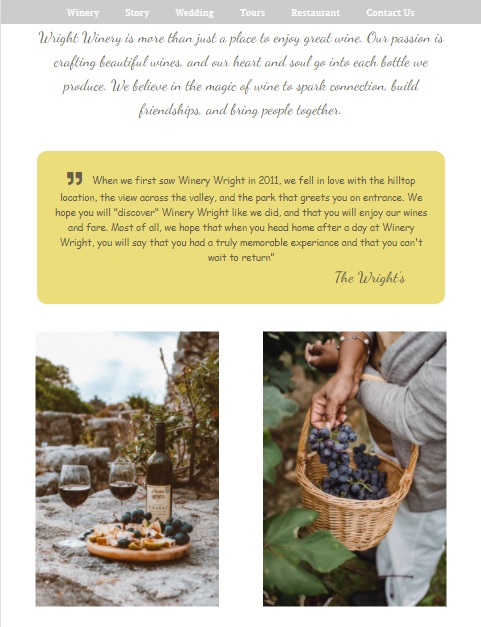 Winery Story Wedding Tours Restaurant Contact Us
Wright Winery is more than just a place to enjoy great wine. Our passion is
crafting beautiful wines, and our heart and soul go into each bottle we
produce. We believe in the magic of wine to spark connection, build
friendships, and bring people together.
When we first saw Winery Wright in 2011, we fell in love with the hilltop
location, the view across the valley, and the park that greets you on entrance. We
hope you will "discover" Winery Wright like we did, and that you will enjoy our wines
and fare. Most of all, we hope that when you head home after a day at Winery
Wright, you will say that you had a truly memorable experiance and that you can't
wait to return"
The Wright's